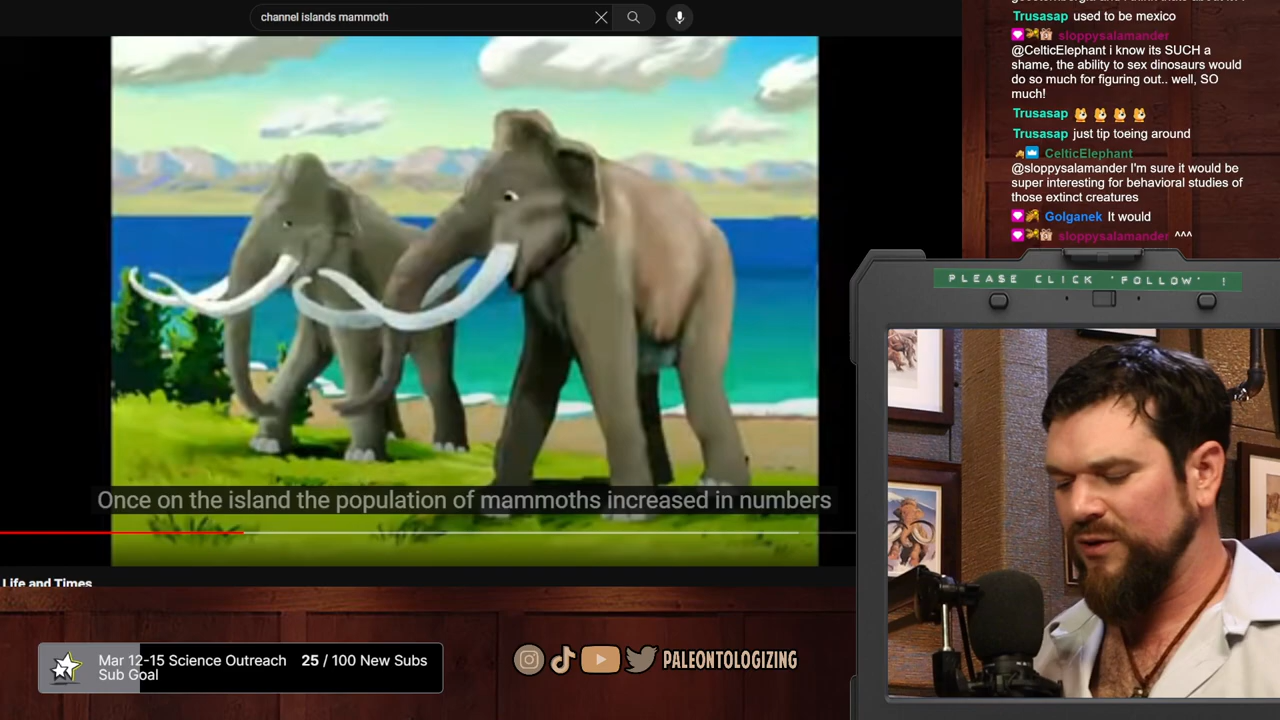 channel islands mammoth
Once on the island the population of mammoths increased in numbers
Life and Times
Mar 12-15 Science Outreach 25 / 100 New Subs
Sub Goal
PALEONTOLOGIZING
Trusasap used to be mexico
sloppysalamander
@CelticElephant i know its SUCH a
shame, the ability to sex dinosaurs would
do so much for figuring out.. well, SO
much!
Trusasap
Trusasap just tip toeing around
CelticElephant
@sloppysalamander I'm sure it would be
super interesting for behavioral studies of
those extinct creatures
Golganek It would
sloppysalamander ^^^
PLEASE CLICK "FOLLOW" !